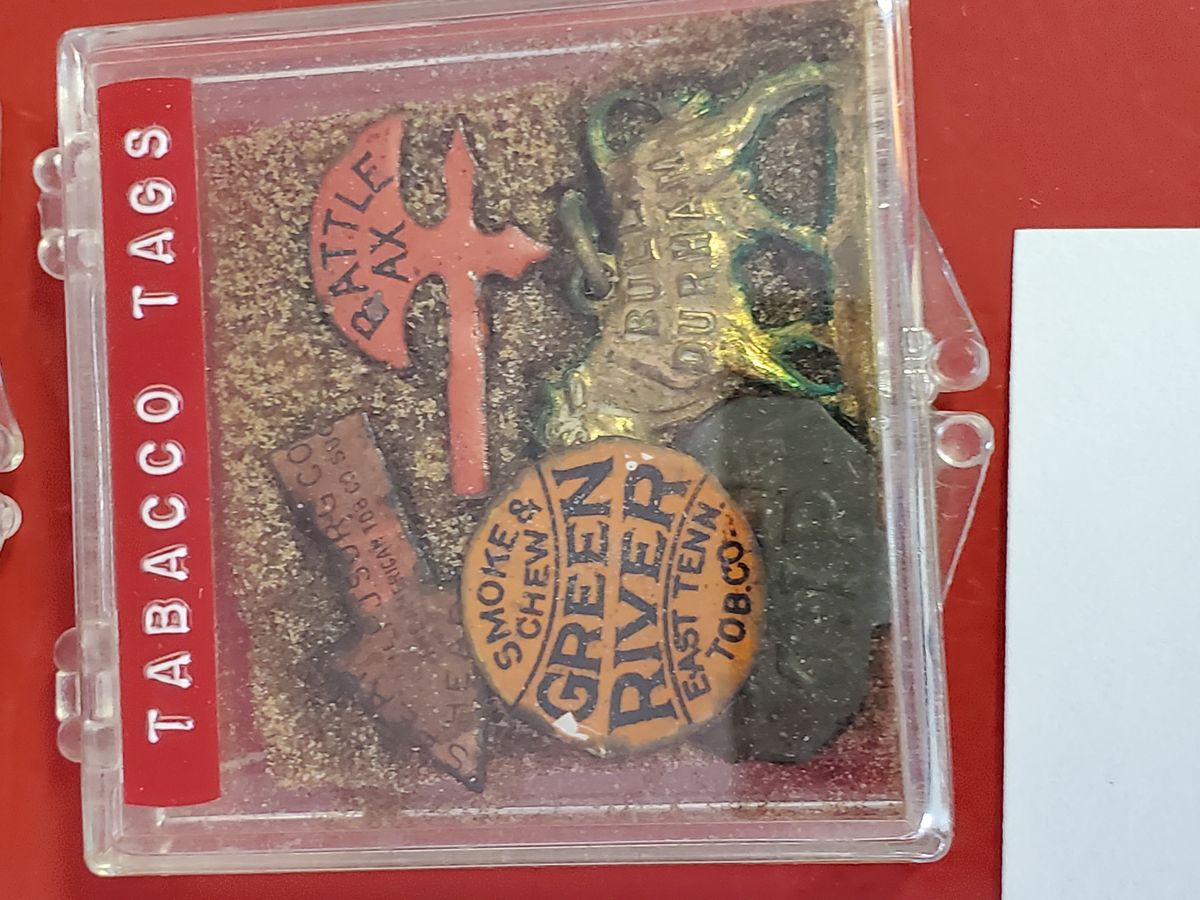 TABACCO TAGS
BATTLE
AX
BULL
DURHAM
SMOKE &
CHEW
GREEN
RIVER
EAST TENN.
TOB.CO.